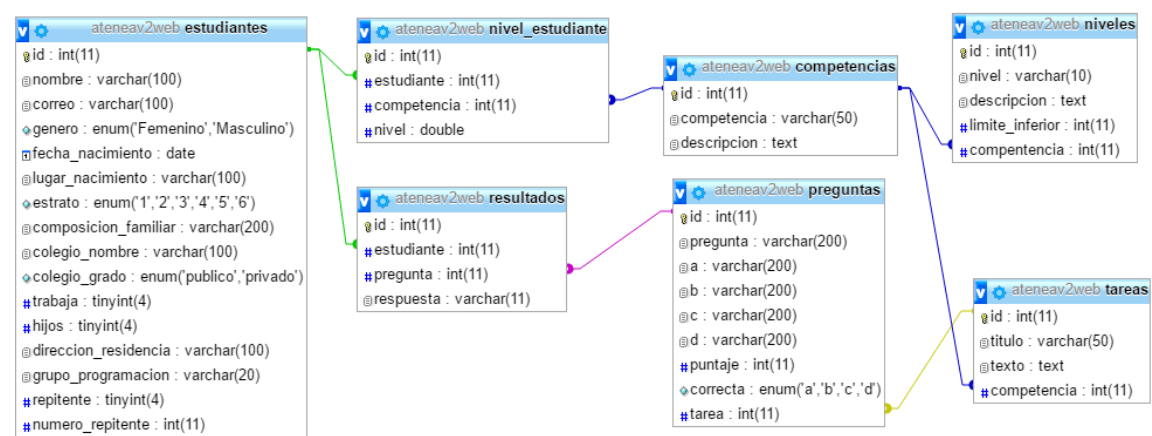 ateneav2web estudiantes
id : int(11)
nombre : varchar(100)
correo : varchar(100)
genero : enum('Femenino','Masculino')
fecha_nacimiento : date
lugar_nacimiento : varchar(100)
estrato : enum('1','2','3','4','5','6')
composicion_familiar : varchar(200)
colegio_nombre : varchar(100)
colegio_grado : enum('publico','privado')
trabaja : tinyint(4)
hijos : tinyint(4)
direccion_residencia : varchar(100)
grupo_programacion : varchar(20)
repitente : tinyint(4)
numero_repitente : int(11)
ateneav2web nivel_estudiante
id : int(11)
estudiante : int(11)
competencia : int(11)
nivel : double
ateneav2web resultados
id : int(11)
estudiante : int(11)
pregunta : int(11)
respuesta : varchar(11)
ateneav2web competencias
id : int(11)
competencia : varchar(50)
descripcion : text
ateneav2web preguntas
id : int(11)
pregunta : varchar(200)
a : varchar(200)
b : varchar(200)
c : varchar(200)
d : varchar(200)
puntaje : int(11)
correcta : enum('a','b','c','d')
tarea : int(11)
ateneav2web niveles
id : int(11)
nivel : varchar(10)
descripcion : text
limite_inferior : int(11)
compentencia : int(11)
ateneav2web tareas
id : int(11)
titulo : varchar(50)
texto : text
competencia : int(11)